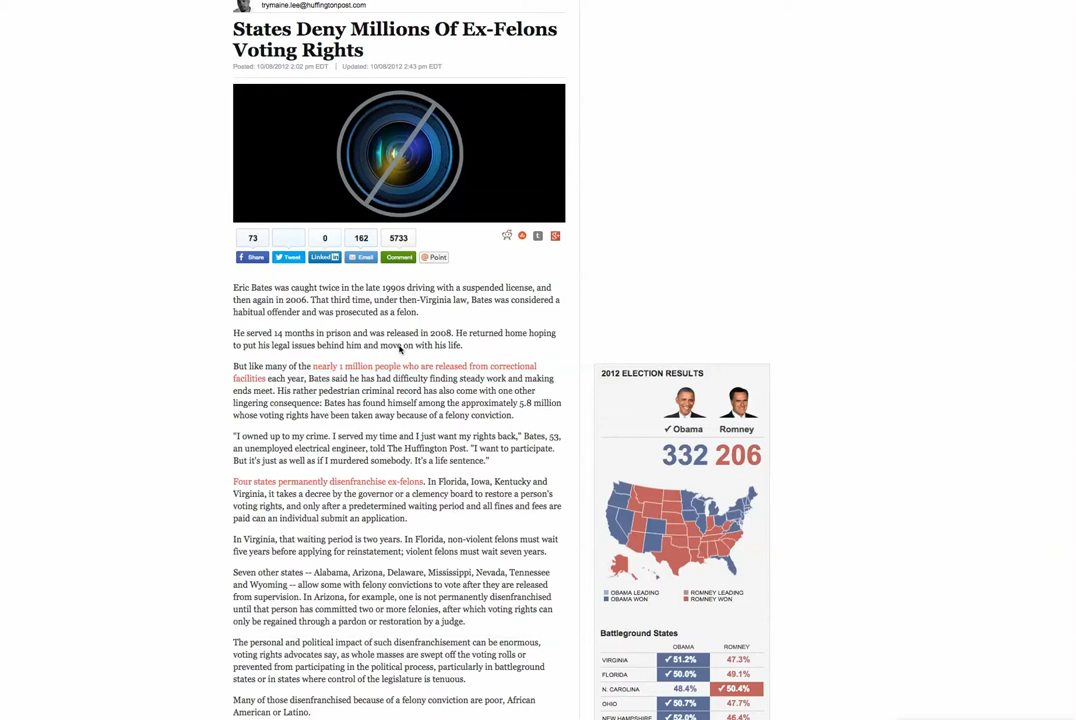 trymaine.lee@huffingtonpost.com
States Deny Millions Of Ex-Felons
Voting Rights
Posted: 10/08/2012 2:02 pm EDT | Updated: 10/08/2012 2:43 pm EDT
73 0 162 5733
Share Tweet Linked in Email Comment Point
Eric Bates was caught twice in the late 1990s driving with a suspended license, and
then again in 2006. That third time, under then-Virginia law, Bates was considered a
habitual offender and was prosecuted as a felon.
He served 14 months in prison and was released in 2008. He returned home hoping
to put his legal issues behind him and move on with his life.
But like many of the nearly 1 million people who are released from correctional
facilities each year, Bates said he has had difficulty finding steady work and making
ends meet. His rather pedestrian criminal record has also come with one other
lingering consequence: Bates has found himself among the approximately 5.8 million
whose voting rights have been taken away because of a felony conviction.
"I owned up to my crime. I served my time and I just want my rights back," Bates, 53,
an unemployed electrical engineer, told The Huffington Post. "I want to participate.
But it's just as well as if I murdered somebody. It's a life sentence."
Four states permanently disenfranchise ex-felons. In Florida, Iowa, Kentucky and
Virginia, it takes a decree by the governor or a clemency board to restore a person's
voting rights, and only after a predetermined waiting period and all fines and fees are
paid can an individual submit an application.
In Virginia, that waiting period is two years. In Florida, non-violent felons must wait
five years before applying for reinstatement; violent felons must wait seven years.
Seven other states -- Alabama, Arizona, Delaware, Mississippi, Nevada, Tennessee
and Wyoming -- allow some with felony convictions to vote after they are released
from supervision. In Arizona, for example, one is not permanently disenfranchised
until that person has committed two or more felonies, after which voting rights can
only be regained through a pardon or restoration by a judge.
The personal and political impact of such disenfranchisement can be enormous,
voting rights advocates say, as whole masses are swept off the voting rolls or
prevented from participating in the political process, particularly in battleground
states or in states where control of the legislature is tenuous.
Many of those disenfranchised because of a felony conviction are poor, African
American or Latino.
2012 ELECTION RESULTS
✓ Obama Romney
332 206
OBAMA LEADING ROMNEY LEADING
OBAMA WON ROMNEY WON
Battleground States
OBAMA ROMNEY
VIRGINIA ✓ 51.2% 47.3%
FLORIDA ✓ 50.0% 49.1%
N. CAROLINA 48.4% ✓ 50.4%
OHIO ✓ 50.7% 47.7%
NEW HAMPSHIRE ✓ 52.0% 46.4%